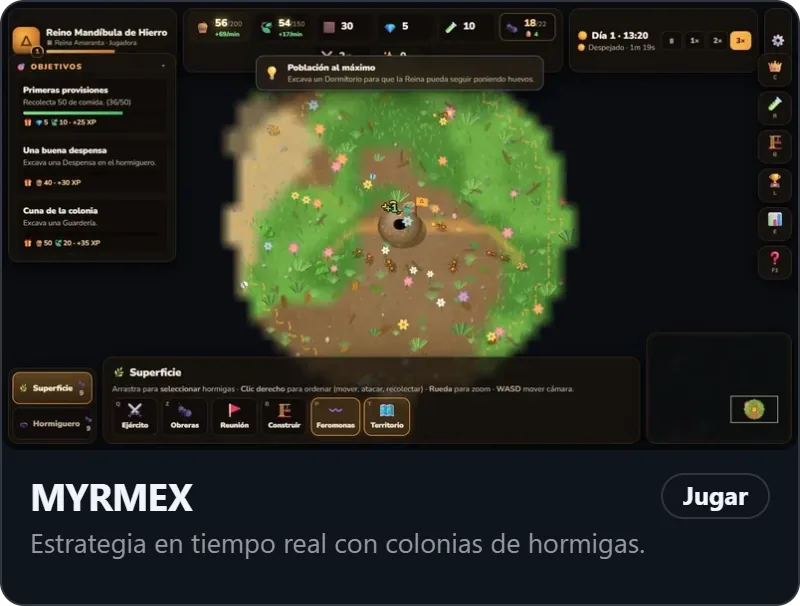 Reino Mandíbula de Hierro
Reina Amaranta · Jugadora
1
56/200
+69/min
54/150
+17/min
30
5
10
18/22
4
Día 1 · 13:20
Despejado · 1m 19s
1×
2×
3×
OBJETIVOS
Primeras provisiones
Recolecta 50 de comida. (36/50)
5 10 · +25 XP
Una buena despensa
Excava una Despensa en el hormiguero.
40 · +30 XP
Cuna de la colonia
Excava una Guardería.
50 20 · +35 XP
Población al máximo
Excava un Dormitorio para que la Reina pueda seguir poniendo huevos.
+1
C
L
F1
Superficie
9
Hormiguero
9
Superficie
Arrastra para seleccionar hormigas · Clic derecho para ordenar (mover, atacar, recolectar) · Rueda para zoom · WASD mover cámara.
Ejército
Obreras
Reunión
Construir
Feromonas
Territorio
MYRMEX
Jugar
Estrategia en tiempo real con colonias de hormigas.